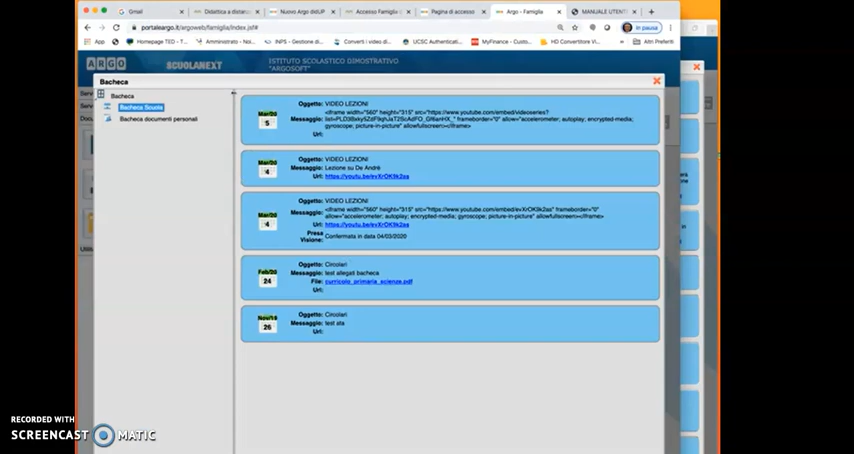 Gmail
Didattica a distan
Nuovo Argo didUP
Accesso Famiglia
Pagina di accesso
Argo - Famiglia
MANUALE UTENT
portaleargo.it/argoweb/famiglia/index.jsf#
In pausa
App
Homepage TED - T...
Amministrato - No...
INPS - Gestione di...
Converti i video di...
UCSC Authenticati...
MyFinance - Custo...
HD Convertitore Vi...
Altri Preferiti
ARGO
SCUOLANEXT
ISTITUTO SCOLASTICO DIMOSTRATIVO
"ARGOSOFT"
Bacheca
Bacheca
Bacheca Scuola
Bacheca documenti personali
Oggetto: VIDEO LEZIONI
<iframe width="560" height="315" src="https://www.youtube.com/embed/videoseries?
Messaggio:
frameborder="0" allow="accelerometer; autoplay; encrypted-media;
gyroscope; picture-in-picture" allowfullscreen></iframe>
Url:
Mar/20
5
Oggetto: VIDEO LEZIONI
Messaggio: Lezione su De Andrè
Url: https://youtu.be/evXrOK9k2as
Mar/20
4
Oggetto: VIDEO LEZIONI
<iframe width="560" height="315" src="https://www.youtube.com/embed/evXrOK9k2as" frameborder="0"
Messaggio: allow="accelerometer; autoplay; encrypted-media; gyroscope; picture-in-picture" allowfullscreen></iframe>
Url: https://youtu.be/evXrOK9k2as
Presa
Visione: Confermata in data 04/03/2020
Mar/20
4
Oggetto: Circolari
Messaggio: test allegati bacheca
File: curricolo_primaria_scienze.pdf
Url:
Feb/20
24
Oggetto: Circolari
Messaggio: test ata
Url:
26
RECORDED WITH
SCREENCAST MATIC